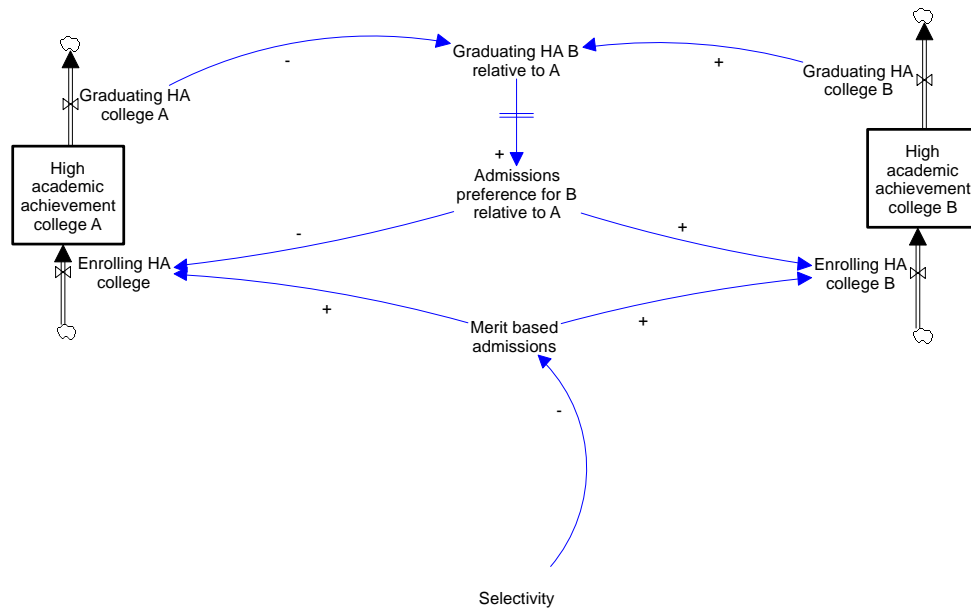 Graduating HA B
relative to A
-
+
Graduating HA
college A
Graduating HA
college B
High
academic
achievement
college A
High
academic
achievement
college B
+
Admissions
preference for B
relative to A
-
+
Enrolling HA
college
Enrolling HA
college B
+
+
Merit based
admissions
-
Selectivity